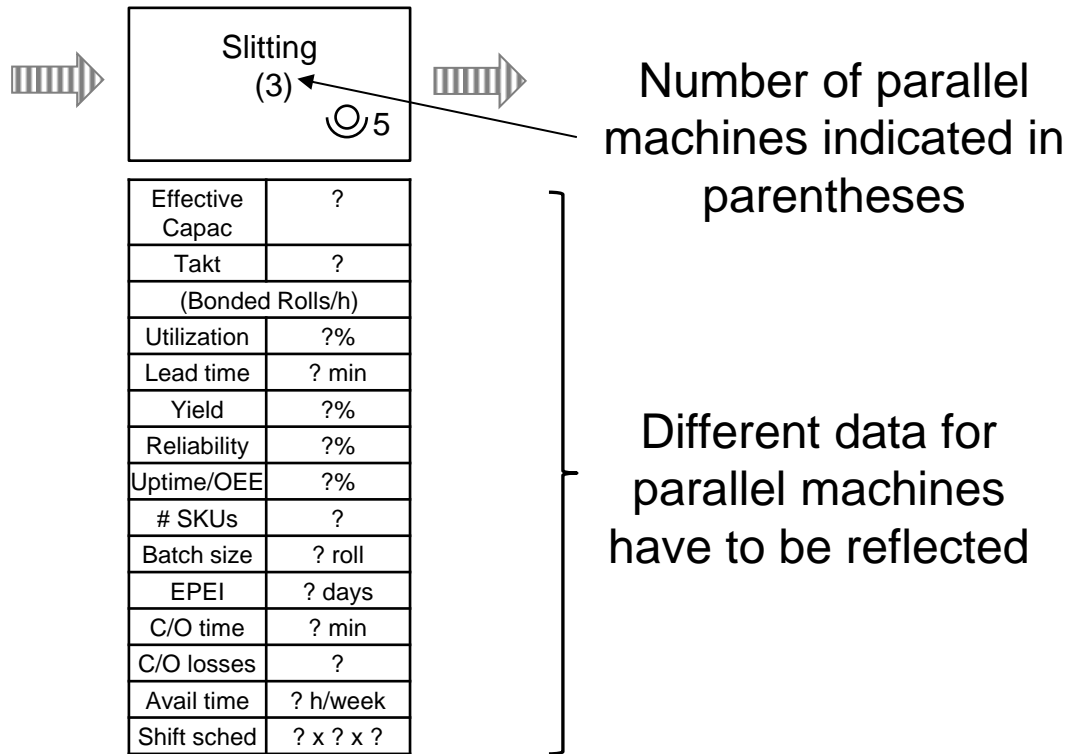 Slitting
(3)
5
Number of parallel
machines indicated in
parentheses
Effective
Capac
?
Takt ?
(Bonded Rolls/h)
Utilization ?%
Lead time ? min
Yield ?%
Reliability ?%
Uptime/OEE ?%
# SKUs ?
Batch size ? roll
EPEI ? days
C/O time ? min
C/O losses ?
Avail time ? h/week
Shift sched ? x ? x ?
Different data for
parallel machines
have to be reflected